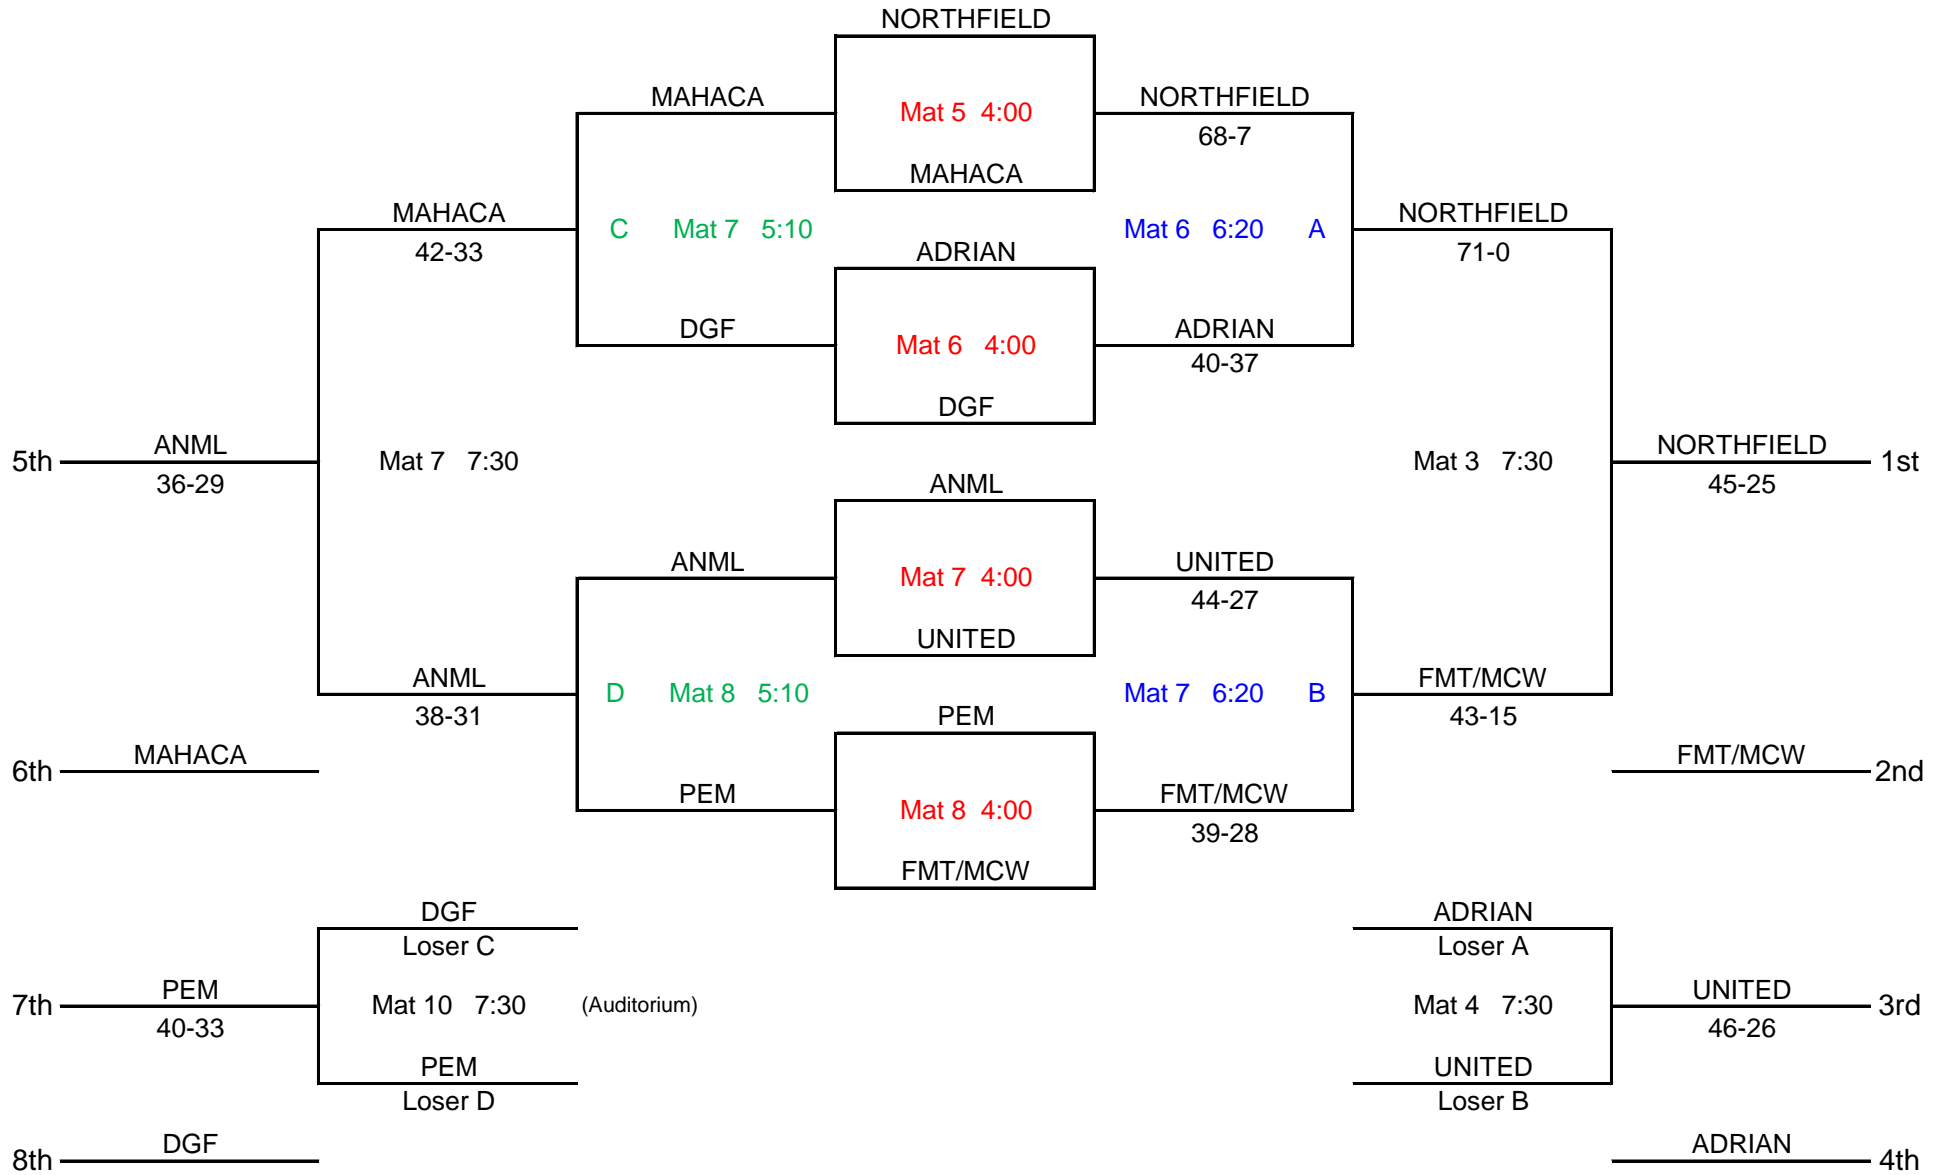 NORTHFIELD
MAHACA Mat 5 4:00 NORTHFIELD
68-7
MAHACA
MAHACA C Mat 7 5:10 Mat 6 6:20 A NORTHFIELD
42-33 ADRIAN 71-0
DGF Mat 6 4:00 ADRIAN
40-37
DGF
5th ANML Mat 7 7:30 Mat 3 7:30 NORTHFIELD 1st
36-29 ANML 45-25
ANML Mat 7 4:00 UNITED
44-27
UNITED
ANML D Mat 8 5:10 Mat 7 6:20 B FMT/MCW
38-31 PEM 43-15
6th MAHACA FMT/MCW 2nd
PEM Mat 8 4:00 FMT/MCW
39-28
FMT/MCW
DGF ADRIAN
Loser C Loser A
7th PEM Mat 10 7:30 (Auditorium) Mat 4 7:30 UNITED 3rd
40-33 46-26
PEM UNITED
Loser D Loser B
8th DGF ADRIAN 4th